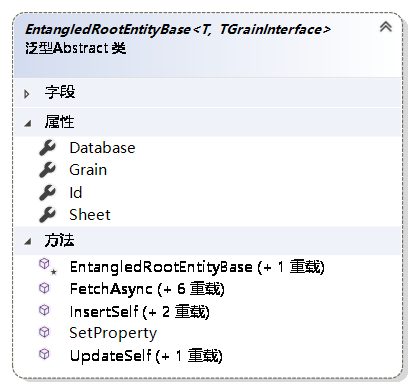 EntangledRootEntityBase<T, TGrainInterface>
泛型Abstract 类
字段
属性
Database
Grain
Id
Sheet
方法
EntangledRootEntityBase (+ 1 重载)
FetchAsync (+ 6 重载)
InsertSelf (+ 2 重载)
SetProperty
UpdateSelf (+ 1 重载)